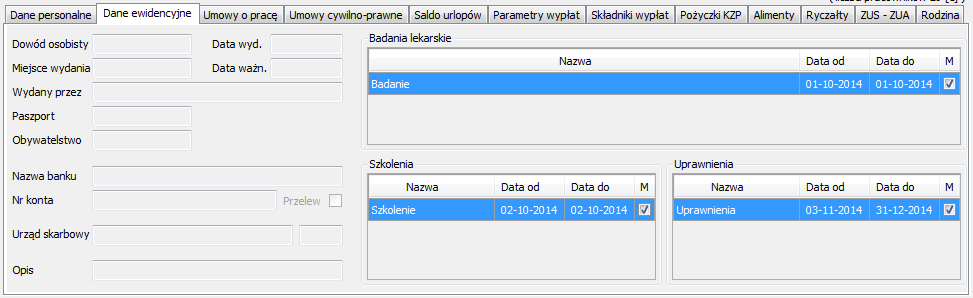 Dane personalne Dane ewidencyjne Umowy o pracę Umowy cywilno-prawne Saldo urlopów Parametry wypłat Składniki wypłat Pożyczki KZP Alimenty Ryczałty ZUS - ZUA Rodzina
Dowód osobisty Data wyd.
Miejsce wydania Data ważn.
Wydany przez
Paszport
Obywatelstwo
Nazwa banku
Nr konta Przelew
Urząd skarbowy
Opis
Badania lekarskie
Nazwa Data od Data do M
Badanie 01-10-2014 01-10-2014
Szkolenia
Nazwa Data od Data do M
Szkolenie 02-10-2014 02-10-2014
Uprawnienia
Nazwa Data od Data do M
Uprawnienia 03-11-2014 31-12-2014